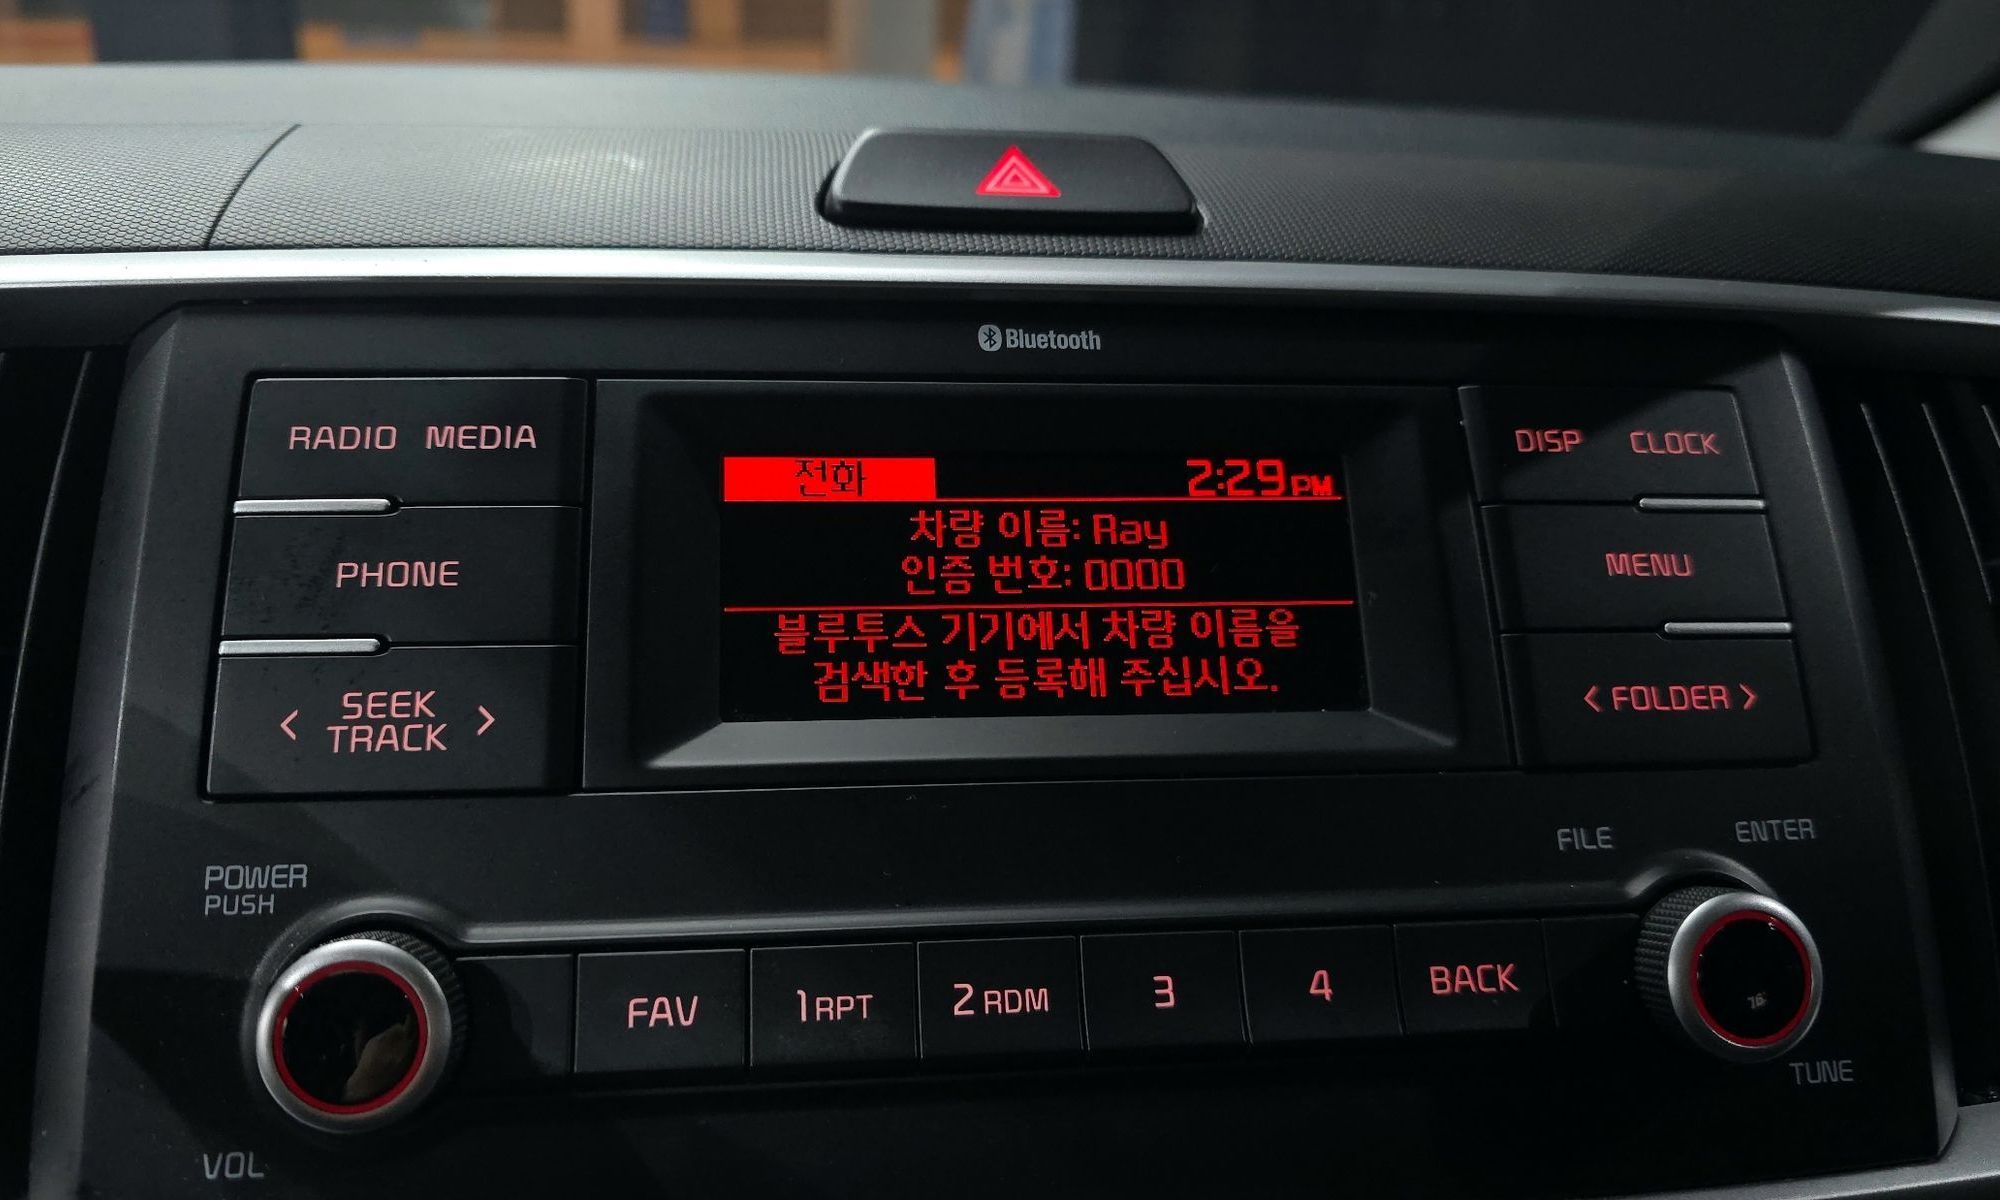 Bluetooth
RADIO MEDIA
PHONE
< SEEK TRACK >
전화 2:29 PM
차량 이름: Ray
인증 번호: 0000
블루투스 기기에서 차량 이름을
검색한 후 등록해 주십시오.
DISP CLOCK
MENU
< FOLDER >
POWER
PUSH
VOL
FAV
1 RPT
2 RDM
3
4
BACK
FILE
ENTER
TUNE